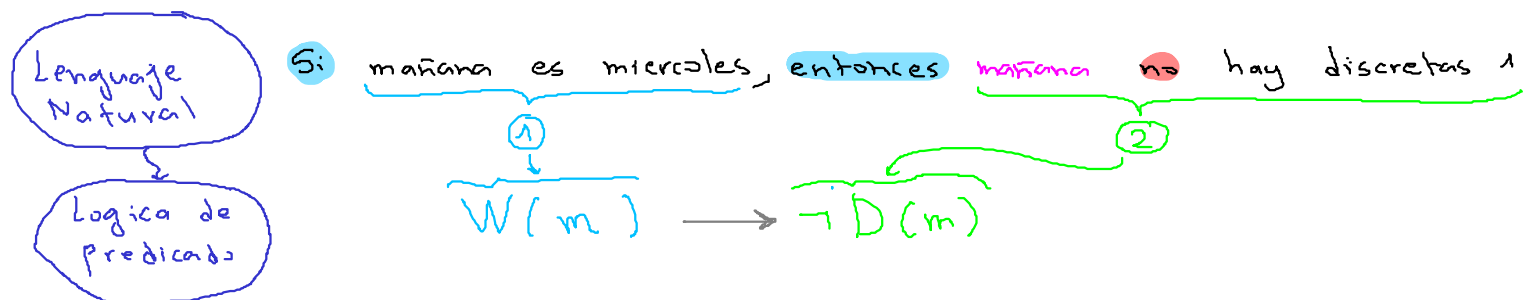 Lenguaje
Natural
Si mañana es miercoles, entonces mañana no hay discretas 1
1
2
W(m) → ¬D(m)
Logica de
predicado